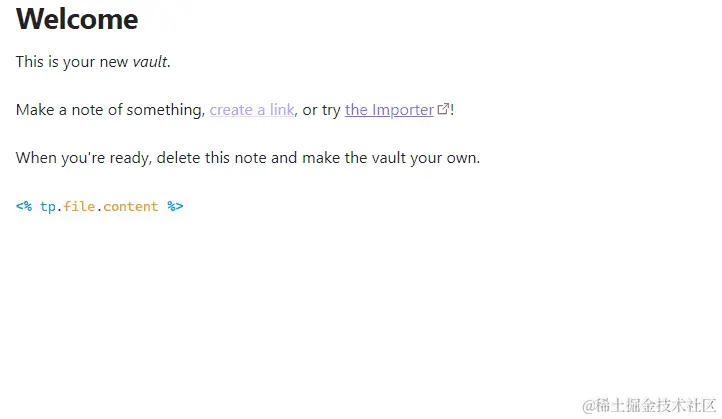 Welcome
This is your new vault.
Make a note of something, create a link, or try the Importer!
When you're ready, delete this note and make the vault your own.
<% tp.file.content %>
@稀土掘金技术社区